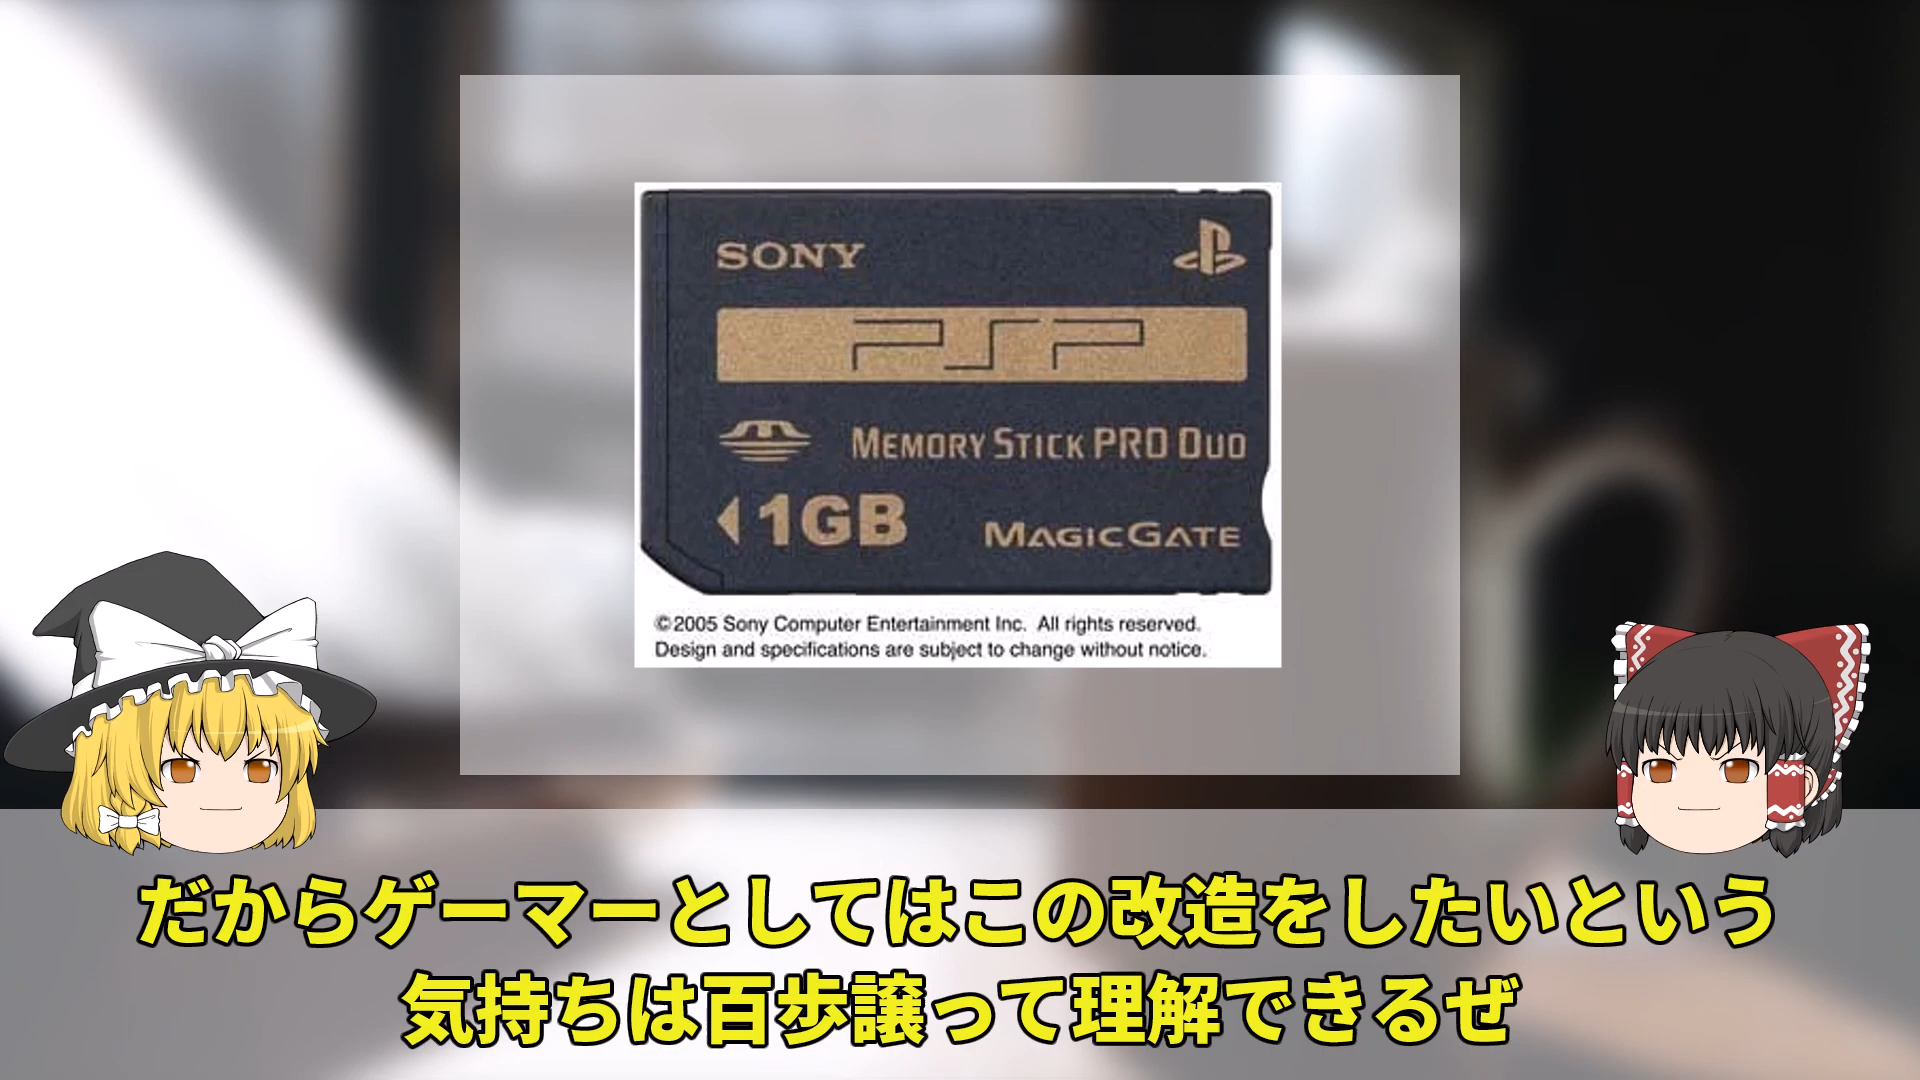 SONY
PSP
MEMORY STICK PRO DUO
1GB MAGICGATE
©2005 Sony Computer Entertainment Inc. All rights reserved.
Design and specifications are subject to change without notice.
だからゲーマーとしてはこの改造をしたいという
気持ちは百歩譲って理解できるぜ